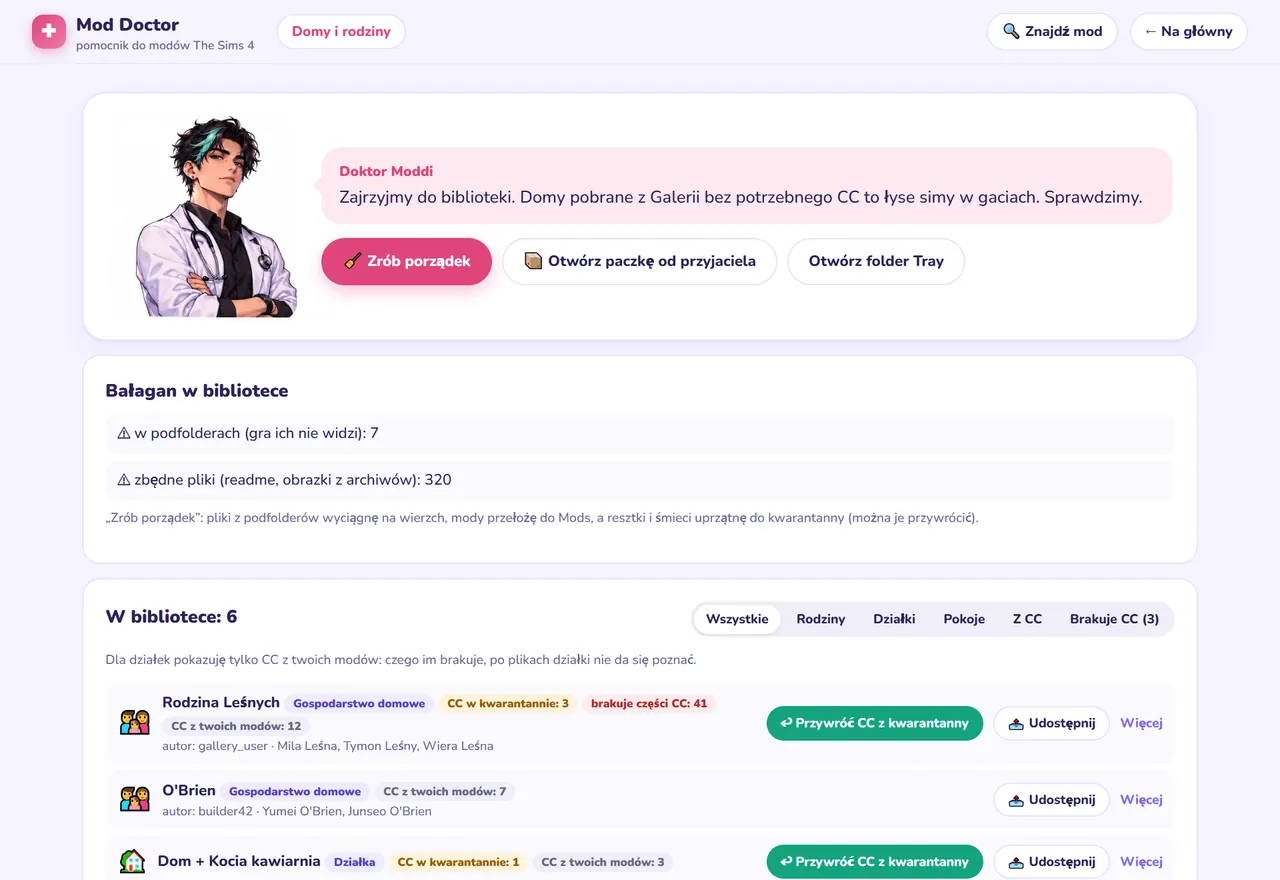 Mod Doctor
pomocnik do modów The Sims 4
Domy i rodziny
🔍 Znajdź mod
← Na główny
Doktor Moddi
Zajrzyjmy do biblioteki. Domy pobrane z Galerii bez potrzebnego CC to łyse simy w gaciach. Sprawdzimy.
🧹 Zrób porządek
📦 Otwórz paczkę od przyjaciela
Otwórz folder Tray
Bałagan w bibliotece
⚠ w podfolderach (gra ich nie widzi): 7
⚠ zbędne pliki (readme, obrazki z archiwów): 320
„Zrób porządek”: pliki z podfolderów wyciągnę na wierzch, mody przełożę do Mods, a resztki i śmieci uprzątnę do kwarantanny (można je przywrócić).
W bibliotece: 6
Wszystkie
Rodziny
Działki
Pokoje
Z CC
Brakuje CC (3)
Dla działek pokazuję tylko CC z twoich modów: czego im brakuje, po plikach działki nie da się poznać.
Rodzina Leśnych Gospodarstwo domowe CC w kwarantannie: 3 brakuje części CC: 41
CC z twoich modów: 12
autor: gallery_user · Mila Leśna, Tymon Leśny, Wiera Leśna
↩ Przywróć CC z kwarantanny
📤 Udostępnij
Więcej
O'Brien Gospodarstwo domowe CC z twoich modów: 7
autor: builder42 · Yumei O'Brien, Junseo O'Brien
📤 Udostępnij
Więcej
Dom + Kocia kawiarnia Działka CC w kwarantannie: 1 CC z twoich modów: 3
↩ Przywróć CC z kwarantanny
📤 Udostępnij
Więcej